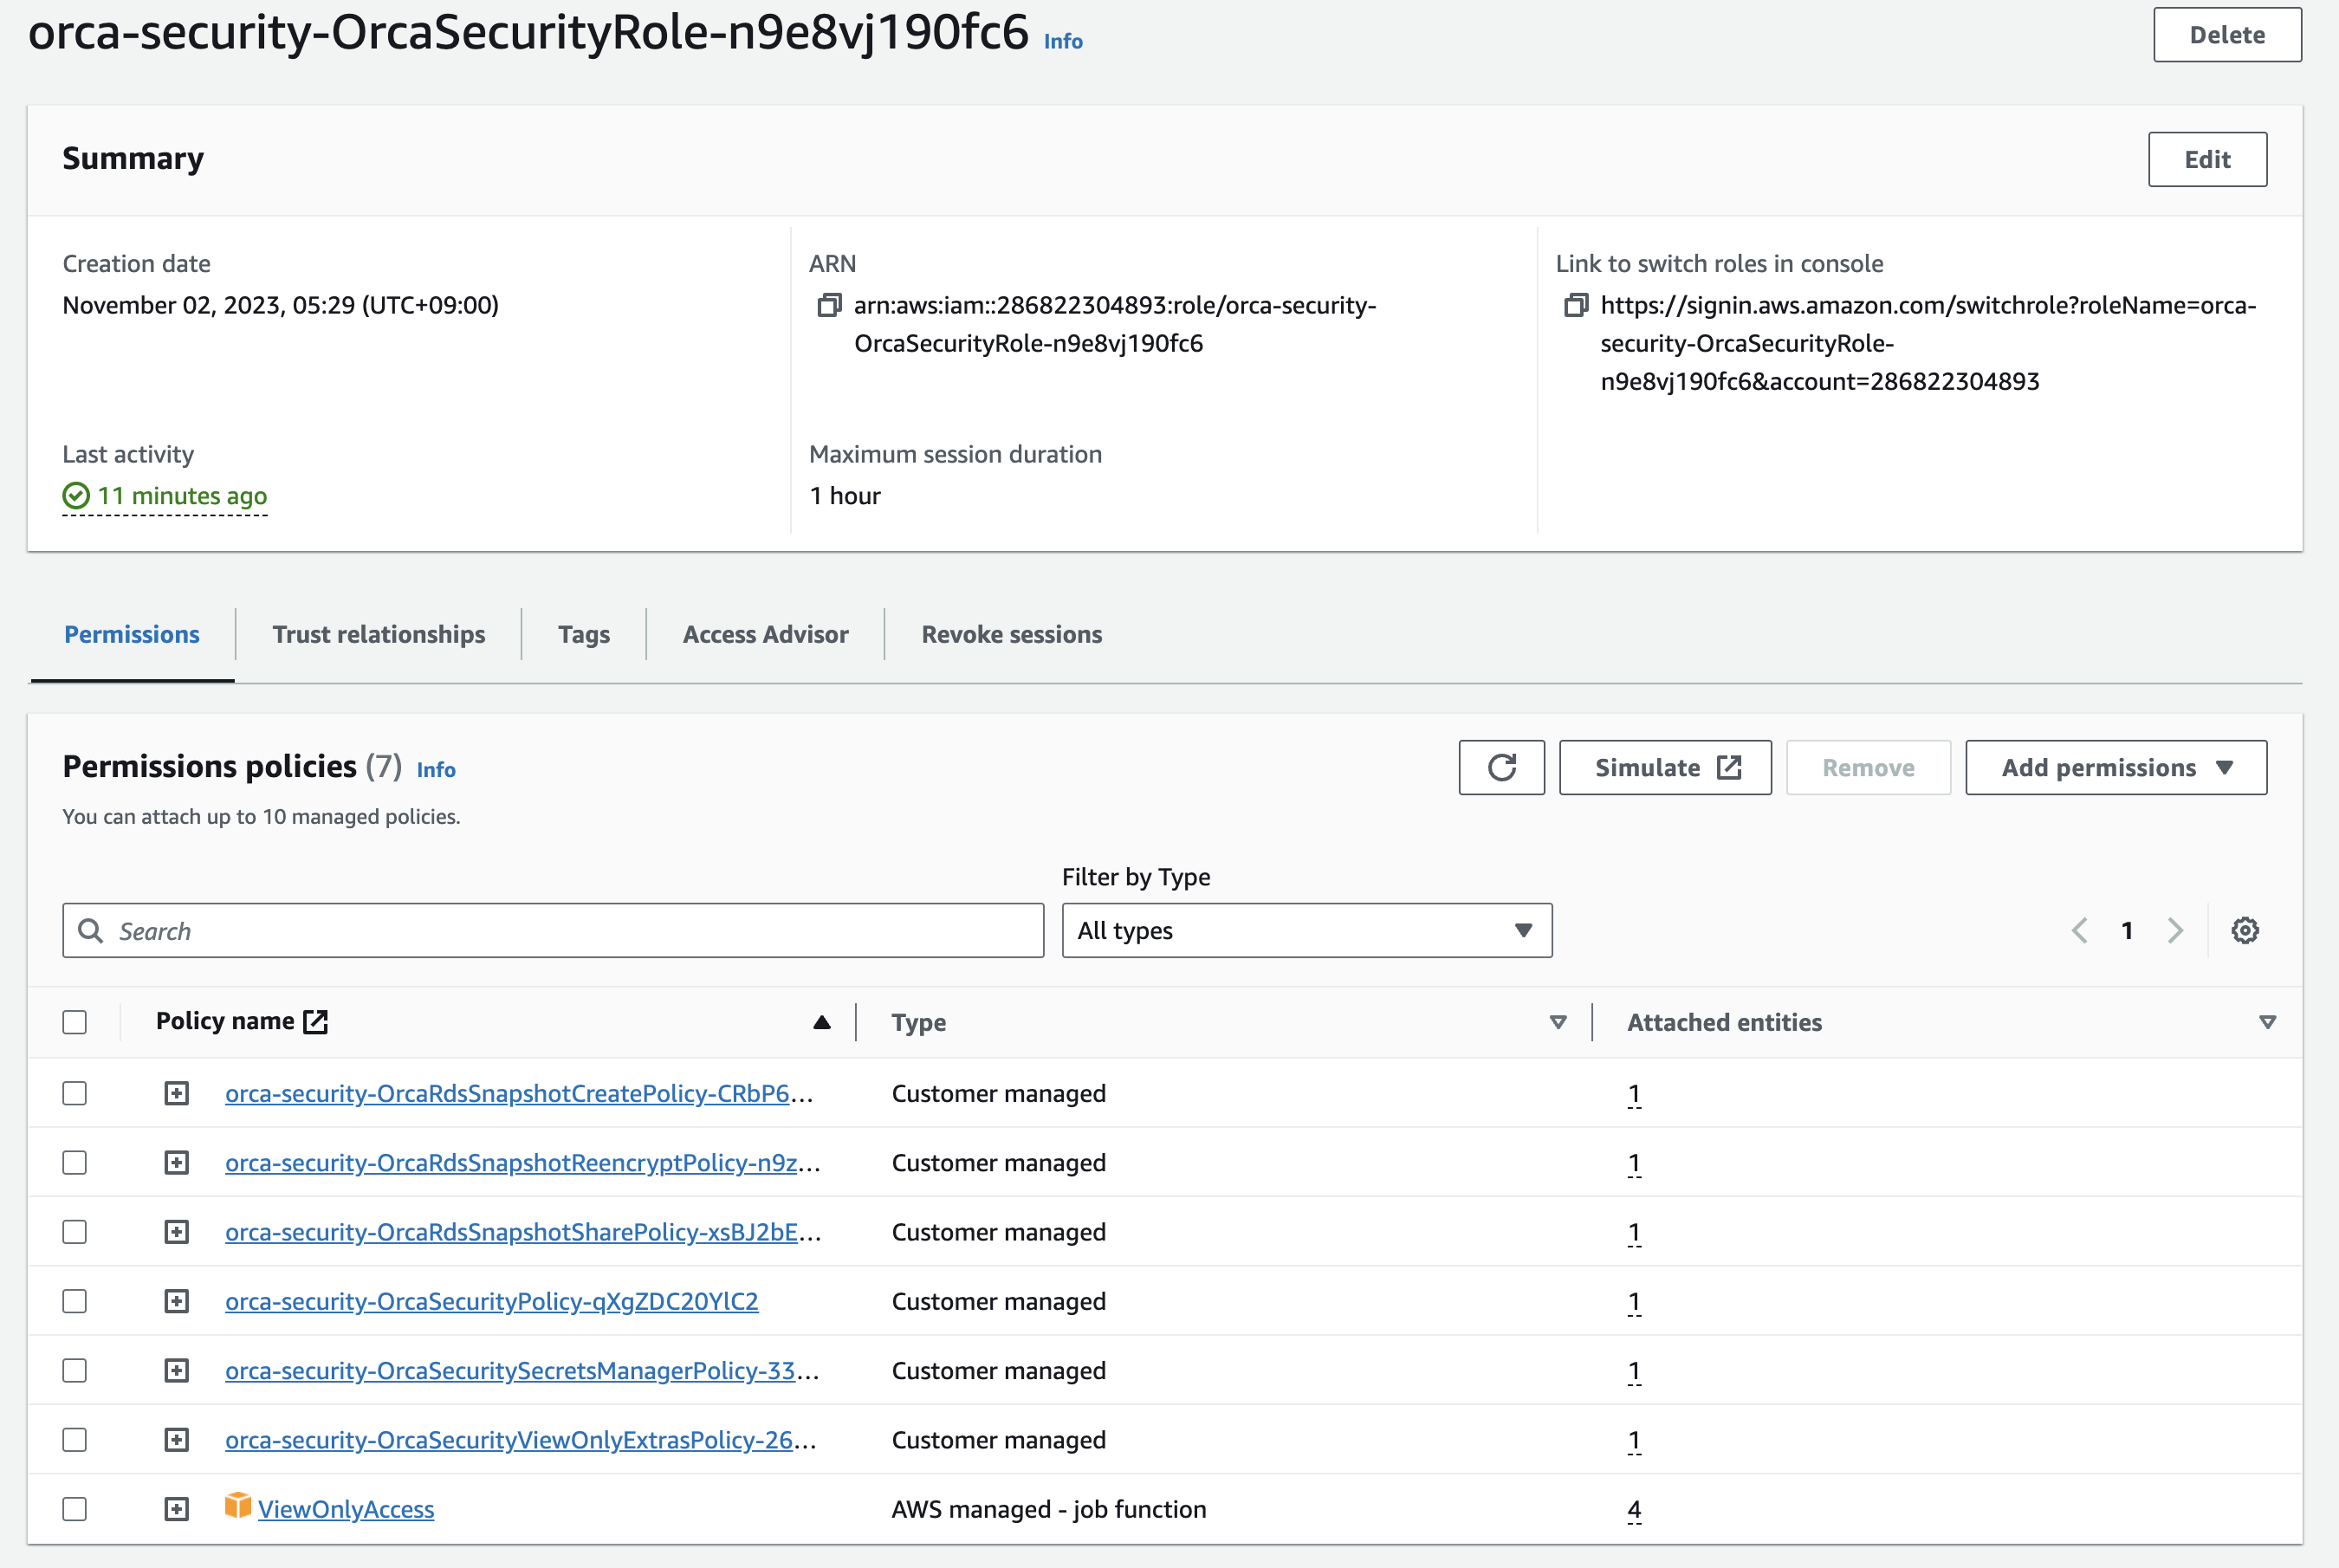 orca-security-OrcaSecurityRole-n9e8vj190fc6 Info
Delete
Summary
Edit
Creation date
November 02, 2023, 05:29 (UTC+09:00)
ARN
arn:aws:iam::286822304893:role/orca-security-
OrcaSecurityRole-n9e8vj190fc6
Link to switch roles in console
https://signin.aws.amazon.com/switchrole?roleName=orca-
security-OrcaSecurityRole-
n9e8vj190fc6&account=286822304893
Last activity
11 minutes ago
Maximum session duration
1 hour
Permissions
Trust relationships
Tags
Access Advisor
Revoke sessions
Permissions policies (7) Info
You can attach up to 10 managed policies.
Simulate
Remove
Add permissions
Filter by Type
Search
All types
1
Policy name
Type
Attached entities
orca-security-OrcaRdsSnapshotCreatePolicy-CRbP6... Customer managed 1
orca-security-OrcaRdsSnapshotReencryptPolicy-n9z... Customer managed 1
orca-security-OrcaRdsSnapshotSharePolicy-xsBJ2bE... Customer managed 1
orca-security-OrcaSecurityPolicy-qXgZDC20YlC2 Customer managed 1
orca-security-OrcaSecuritySecretsManagerPolicy-33... Customer managed 1
orca-security-OrcaSecurityViewOnlyExtrasPolicy-26... Customer managed 1
ViewOnlyAccess AWS managed - job function 4